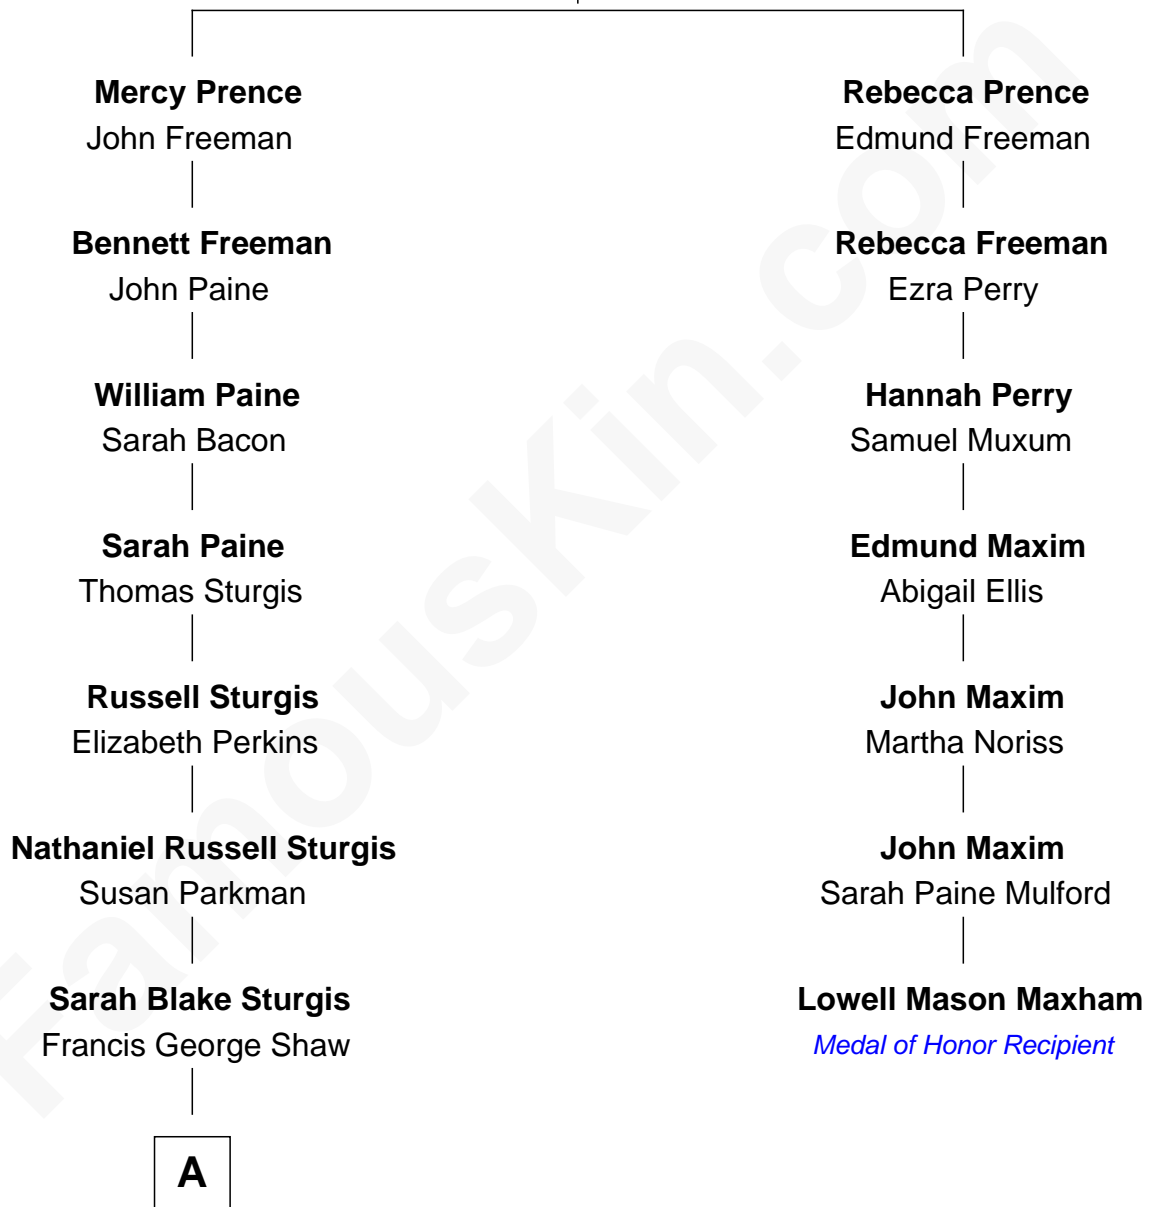 Mercy Prence
John Freeman
Bennett Freeman
John Paine
William Paine
Sarah Bacon
Sarah Paine
Thomas Sturgis
Russell Sturgis
Elizabeth Perkins
Nathaniel Russell Sturgis
Susan Parkman
Sarah Blake Sturgis
Francis George Shaw
A
Rebecca Prence
Edmund Freeman
Rebecca Freeman
Ezra Perry
Hannah Perry
Samuel Muxum
Edmund Maxim
Abigail Ellis
John Maxim
Martha Noriss
John Maxim
Sarah Paine Mulford
Lowell Mason Maxham
Medal of Honor Recipient
FamousKin.com